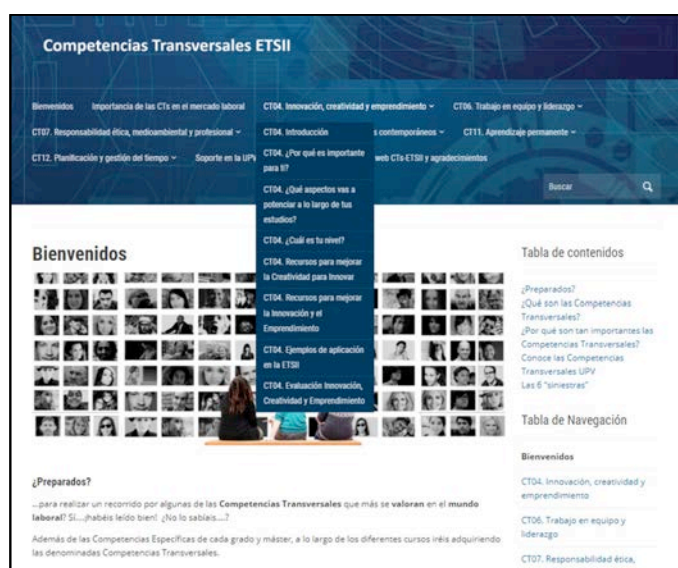 Competencias Transversales ETSII
Bienvenidos Importancia de las CTs en el mercado laboral CT04. Innovación, creatividad y emprendimiento CT06. Trabajo en equipo y liderazgo
CT07. Responsabilidad ética, medioambiental y profesional s contemporáneos CT11. Aprendizaje permanente
CT12. Planificación y gestión del tiempo Soporte en la UPV web CTs-ETSII y agradecimientos
CT04. Introducción
CT04. ¿Por qué es importante
para ti?
CT04. ¿Qué aspectos vas a
potenciar a lo largo de tus
estudios?
CT04. ¿Cuál es tu nivel?
CT04. Recursos para mejorar
la Creatividad para Innovar
CT04. Recursos para mejorar
la Innovación y el
Emprendimiento
CT04. Ejemplos de aplicación
en la ETSII
CT04. Evaluación Innovación,
Creatividad y Emprendimiento
Buscar
Bienvenidos
¿Preparados?
...para realizar un recorrido por algunas de las Competencias Transversales que más se valoran en el mundo
laboral? Sí....¡habéis leído bien! ¿No lo sabíais....?
Además de las Competencias Específicas de cada grado y máster, a lo largo de los diferentes cursos iréis adquiriendo
las denominadas Competencias Transversales.
Tabla de contenidos
¿Preparados?
¿Qué son las Competencias
Transversales?
¿Por qué son tan importantes las
Competencias Transversales?
Conoce las Competencias
Transversales UPV
Las 6 "siniestras"
Tabla de Navegación
Bienvenidos
CT04. Innovación, creatividad y
emprendimiento
CT06. Trabajo en equipo y
liderazgo
CT07. Responsabilidad ética,